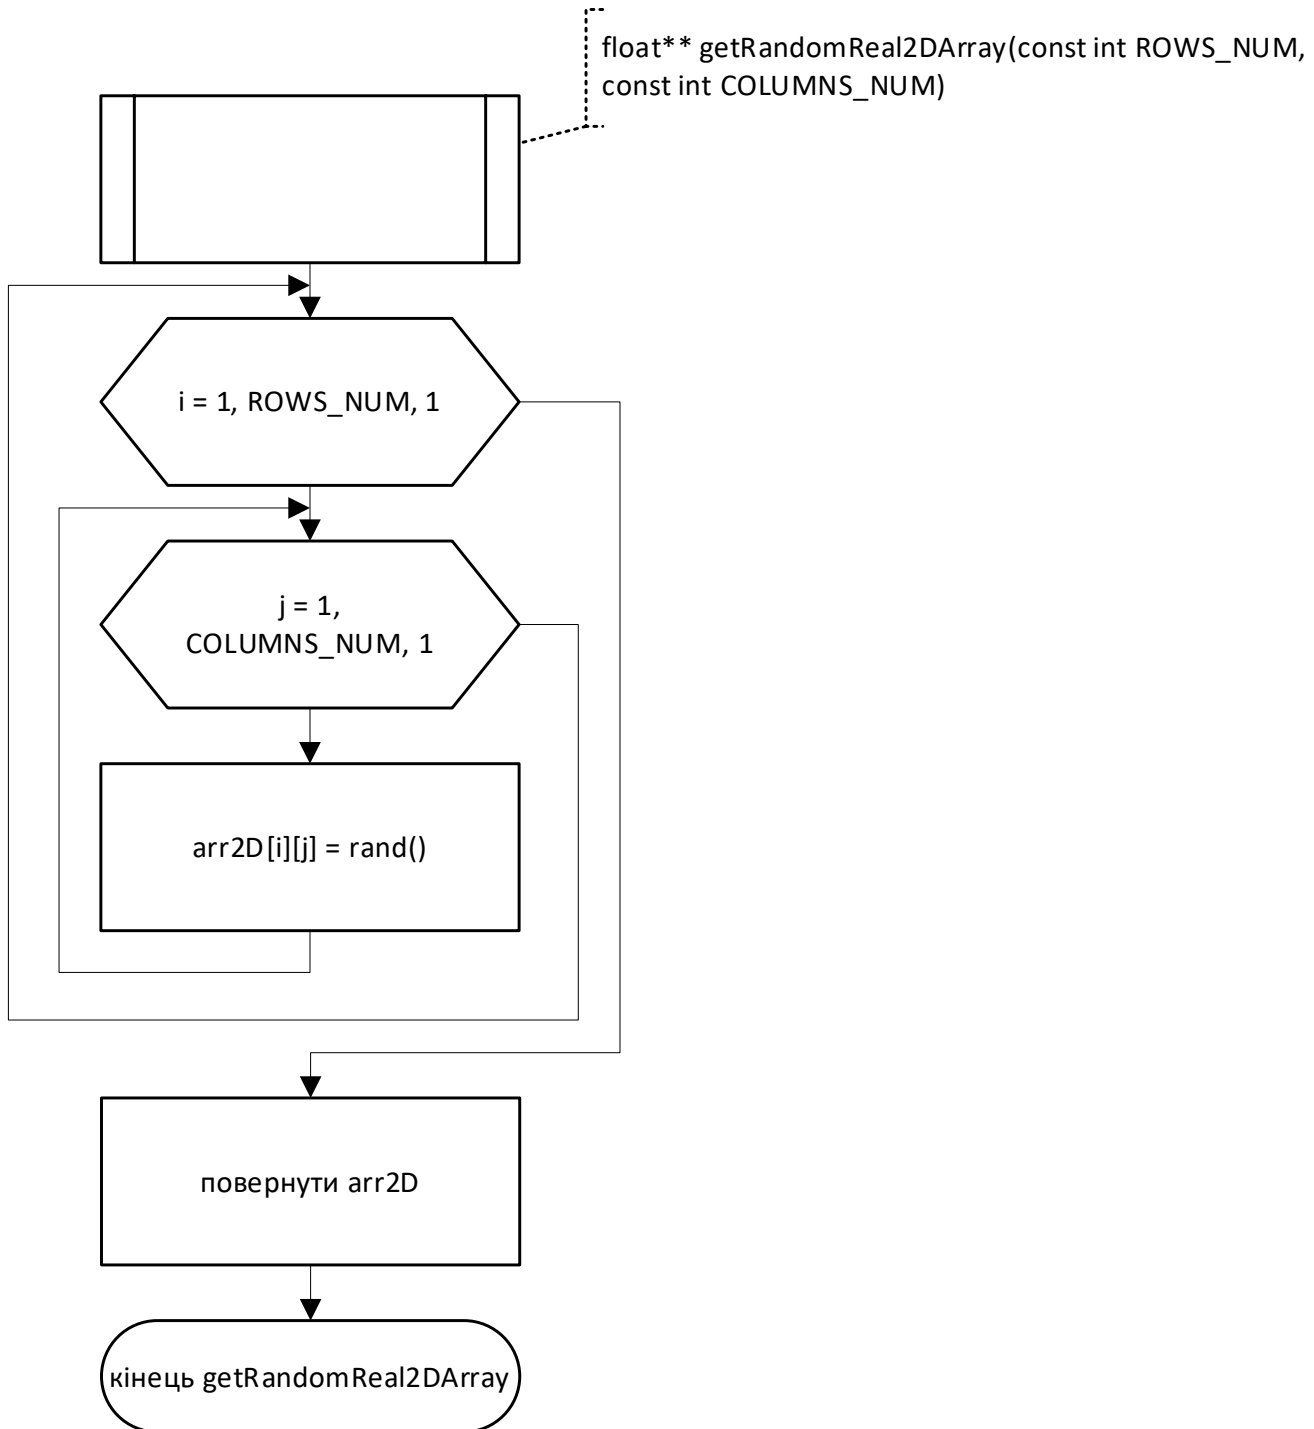 float** getRandomReal2DArray(const int ROWS_NUM,
const int COLUMNS_NUM)
i = 1, ROWS_NUM, 1
j = 1,
COLUMNS_NUM, 1
arr2D[i][j] = rand()
повернути arr2D
кінець getRandomReal2DArray